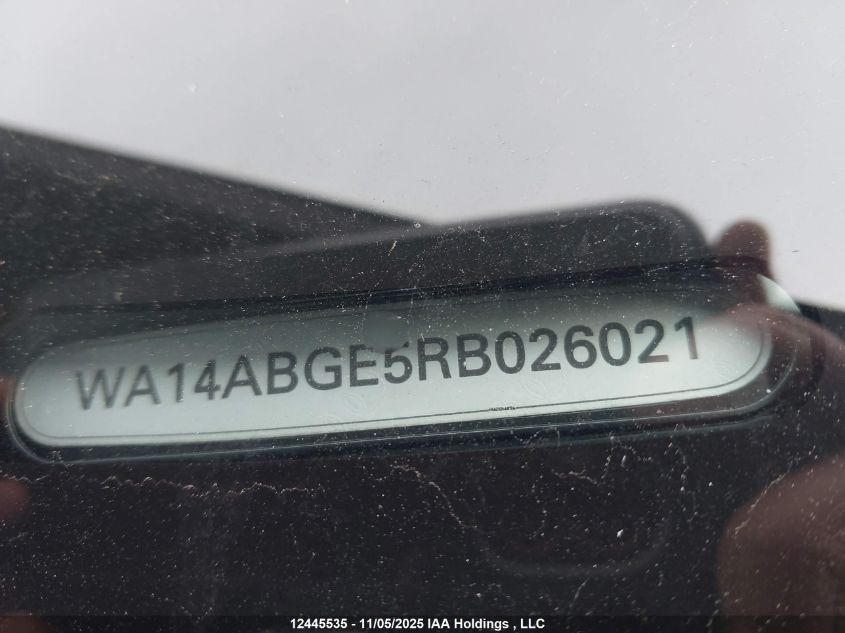 WA14ABGE5RB026021
12445535 - 11/05/2025 IAA Holdings , LLC